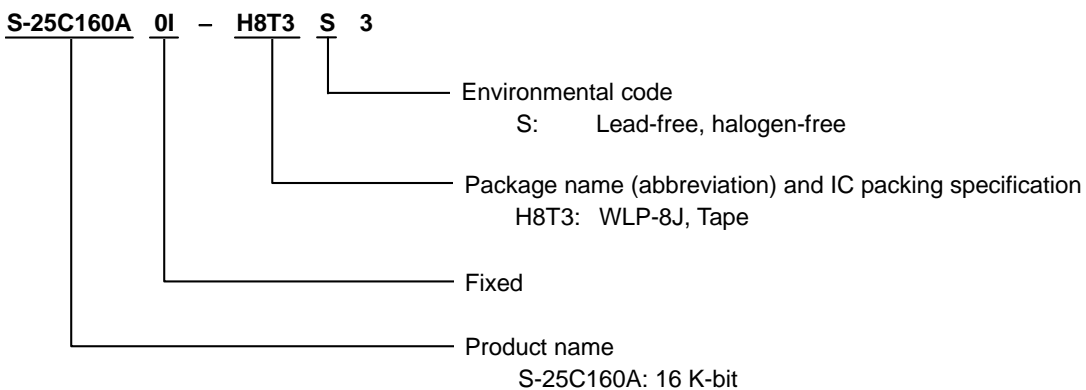 S-25C160A 0I – H8T3 S 3
Environmental code
S: Lead-free, halogen-free
Package name (abbreviation) and IC packing specification
H8T3: WLP-8J, Tape
Fixed
Product name
S-25C160A: 16 K-bit